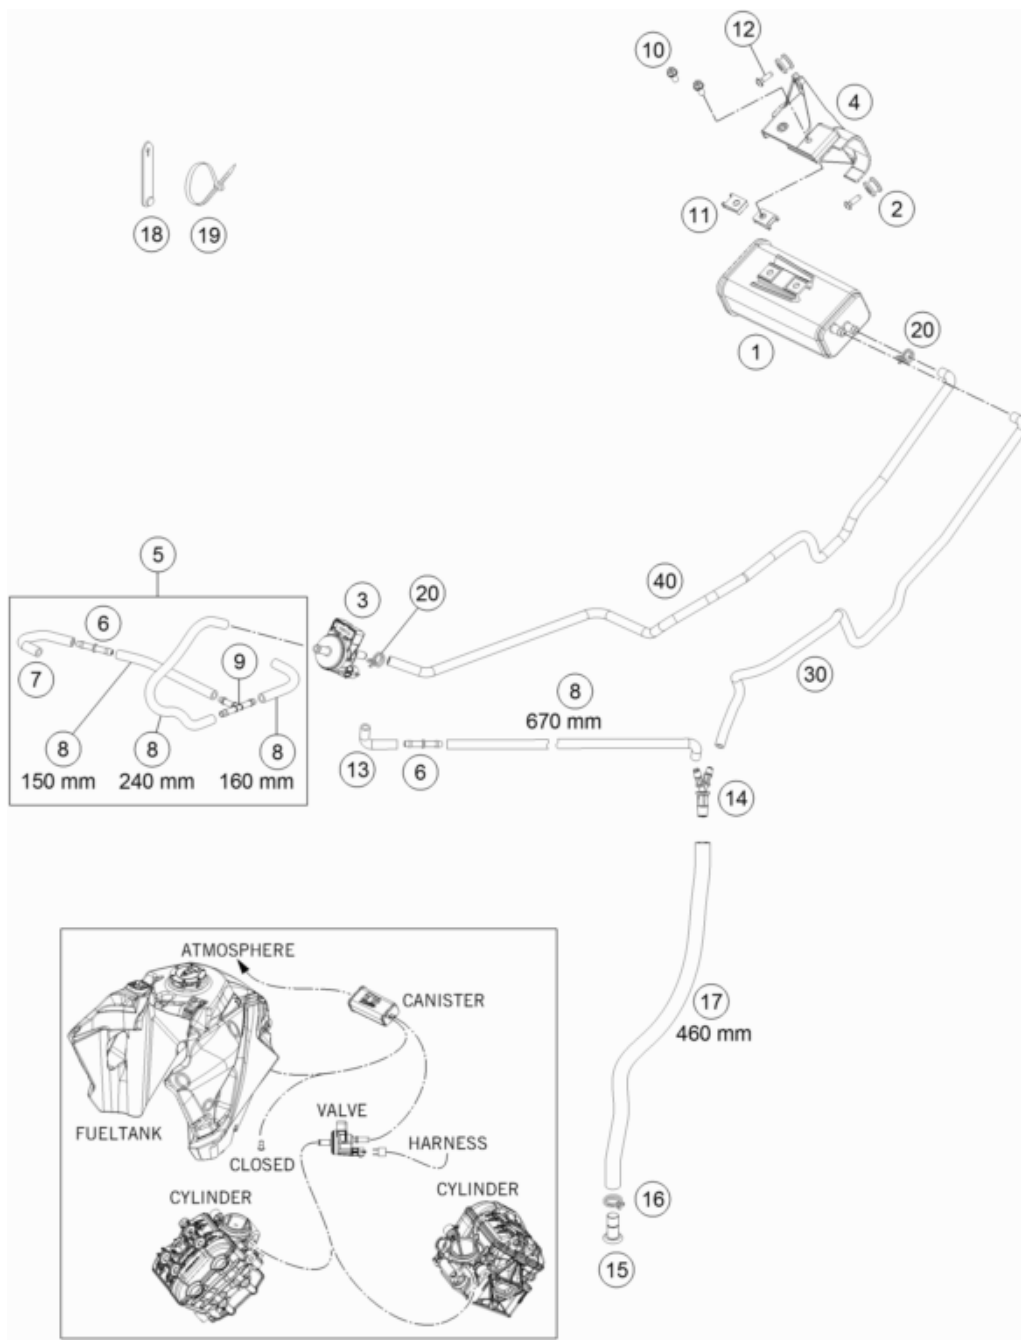 12
10
4
11
2
18
19
20
1
5
3
20
40
6
9
7
8
30
8
8
8
670 mm
150 mm
240 mm
160 mm
13
6
14
ATMOSPHERE
CANISTER
17
460 mm
VALVE
FUELTANK
HARNESS
CLOSED
CYLINDER
CYLINDER
16
15